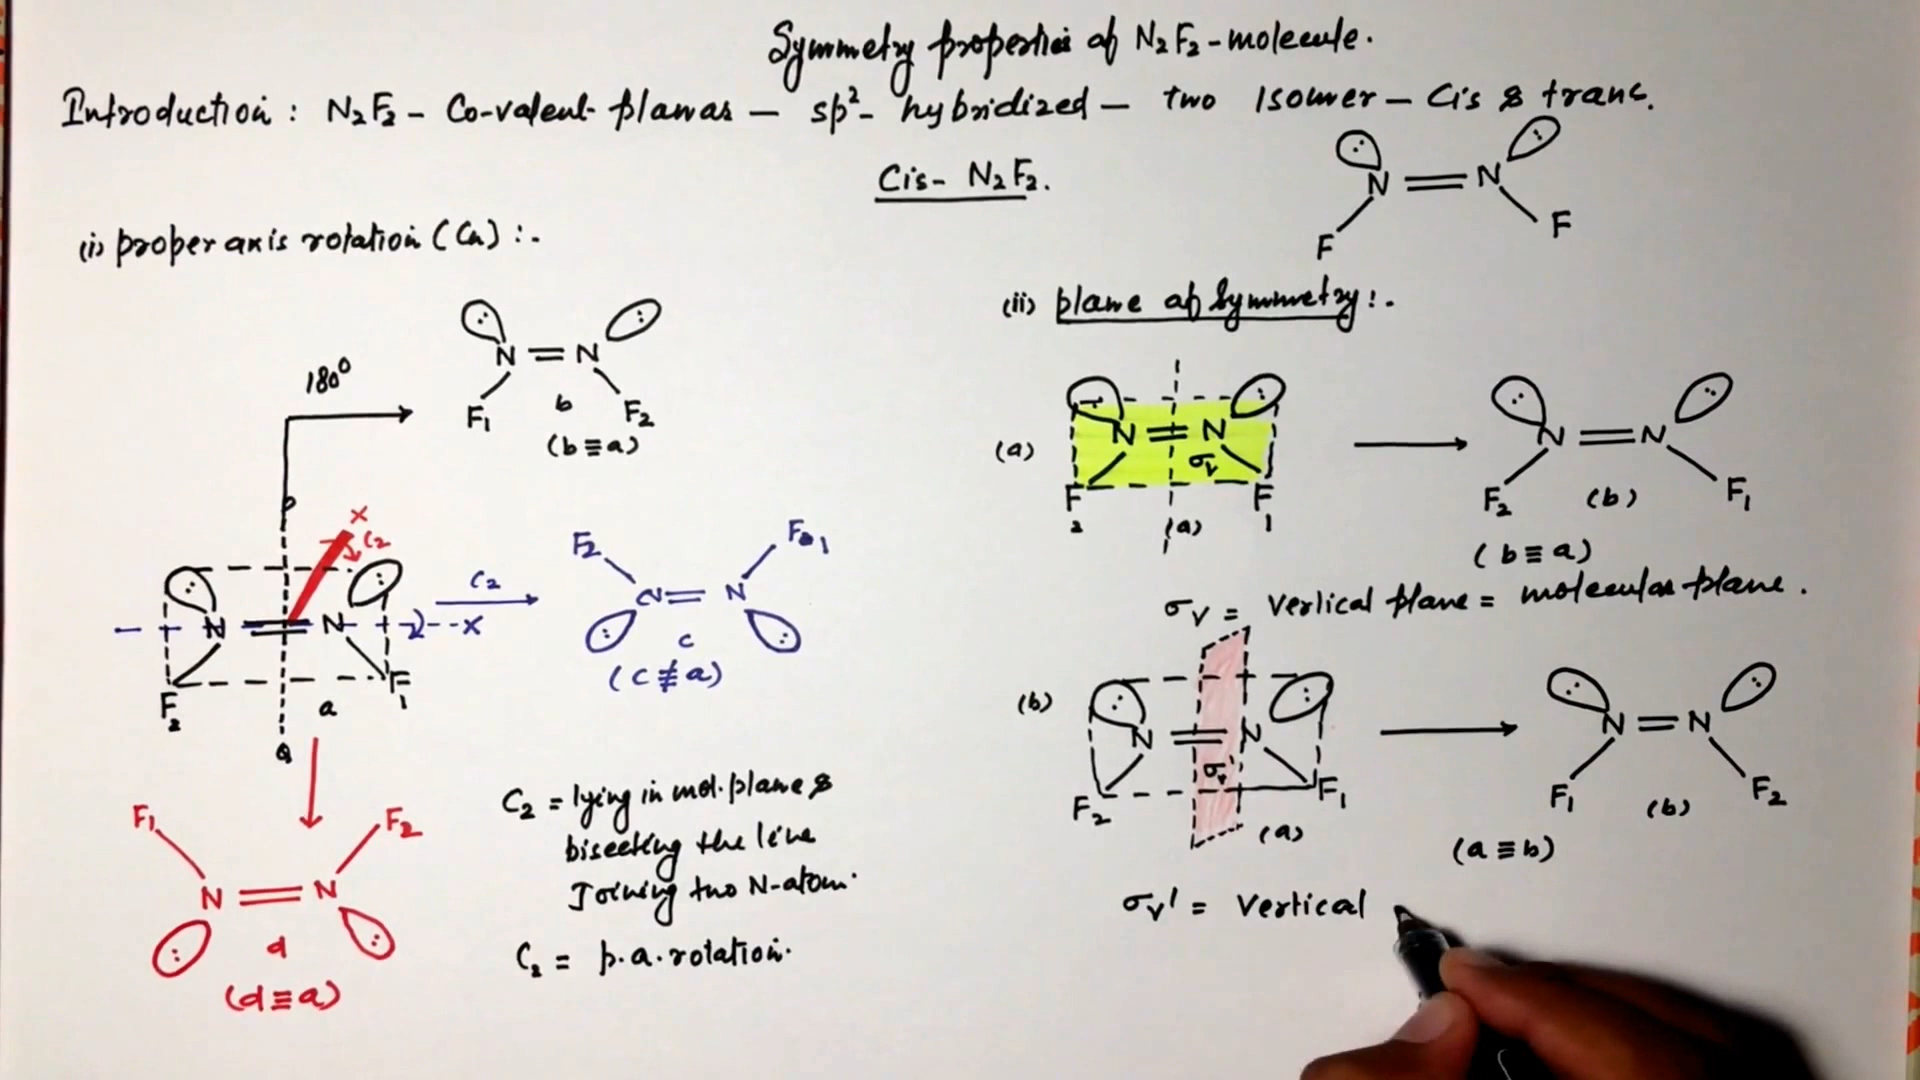 Symmetry properties of N2F2-molecule.
Introduction: N2F2 - Co-valent planar - sp2- hybridized - two Isomer - Cis & tranc.
Cis- N2F2.
N = N
F F
(i) proper axis rotation (Cn) :-
180°
N = N
F1 b F2
(b ≡ a)
P
x
C2
N = N - x
F2 a F1
Q
C2
F2 F1
N = N
c
(c ≢ a)
F1 F2
N = N
d
(d ≡ a)
C2 = lying in mol. plane &
bisecting the line
Joining two N-atom.
C2 = p.a. rotation.
(ii) plane of Symmetry :-
(a)
N = N
σv
F2 (a) F1
N = N
F2 (b) F1
(b ≡ a)
σv = Vertical plane = molecular plane.
(b)
N = N
σv'
F2 (a) F1
N = N
F1 (b) F2
(a ≡ b)
σv' = Vertical